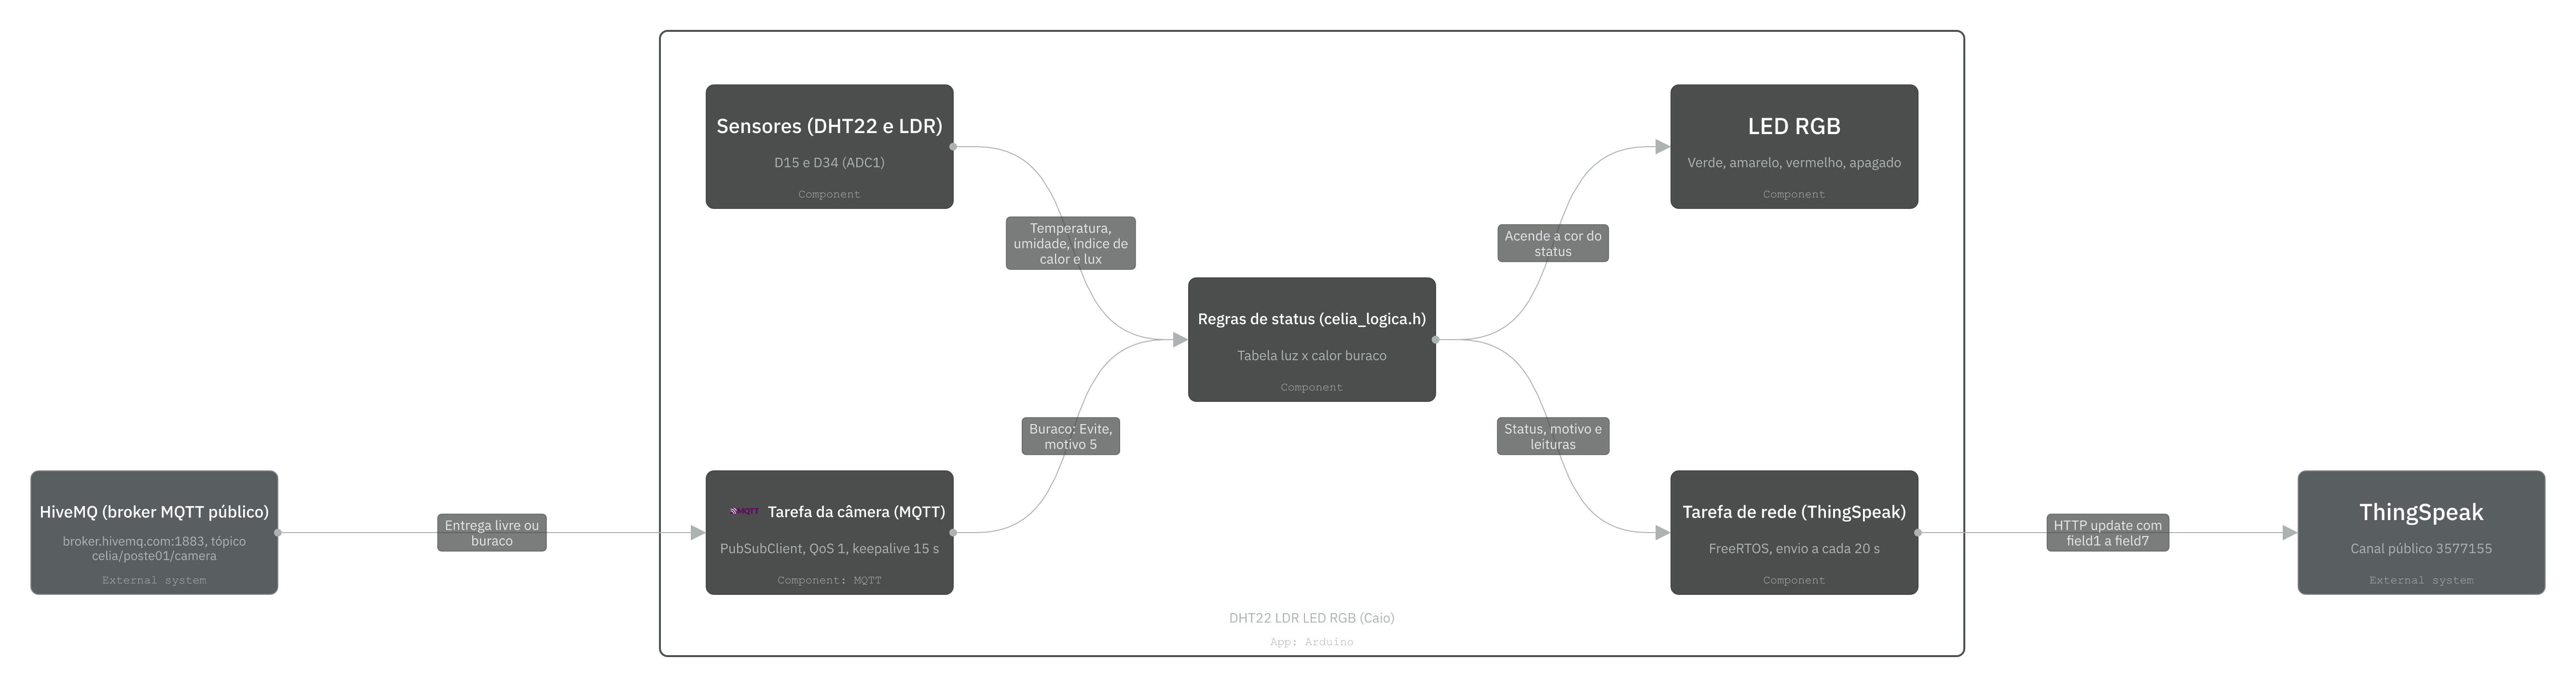 Sensores (DHT22 e LDR)
D15 e D34 (ADC1)
Component
LED RGB
Verde, amarelo, vermelho, apagado
Component
Temperatura,
umidade, índice de
calor e lux
Acende a cor do
status
Regras de status (celia_logica.h)
Tabela luz x calor buraco
Component
Buraco: Evite,
motivo 5
Status, motivo e
leituras
HiveMQ (broker MQTT público)
broker.hivemq.com:1883, tópico
celia/poste01/camera
External system
Entrega livre ou
buraco
MQTT Tarefa da câmera (MQTT)
PubSubClient, QoS 1, keepalive 15 s
Component: MQTT
Tarefa de rede (ThingSpeak)
FreeRTOS, envio a cada 20 s
Component
HTTP update com
field1 a field7
ThingSpeak
Canal público 3577155
External system
DHT22 LDR LED RGB (Caio)
App: Arduino